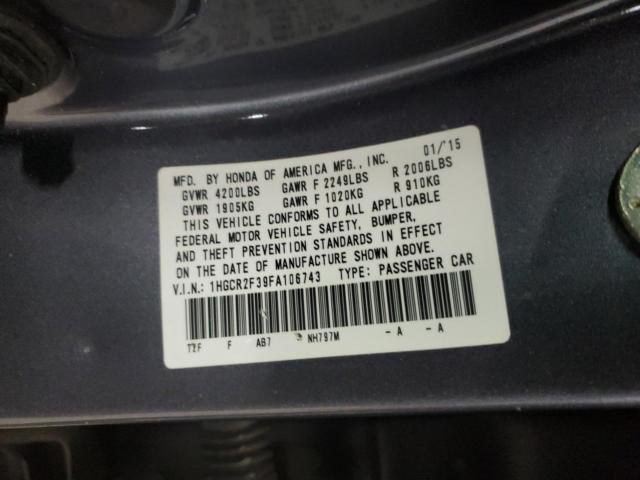 MFD. BY HONDA OF AMERICA MFG., INC. 01/'15
GVWR 4200LBS GAWR F 2249LBS R 2006LBS
GVWR 1905KG GAWR F 1020KG R 910KG
THIS VEHICLE CONFORMS TO ALL APPLICABLE
FEDERAL MOTOR VEHICLE SAFETY, BUMPER,
AND THEFT PREVENTION STANDARDS IN EFFECT
ON THE DATE OF MANUFACTURE SHOWN ABOVE.
V.I.N.: 1HGCR2F39FA106743 TYPE: PASSENGER CAR
T2F F AB7 NH797M -A -A